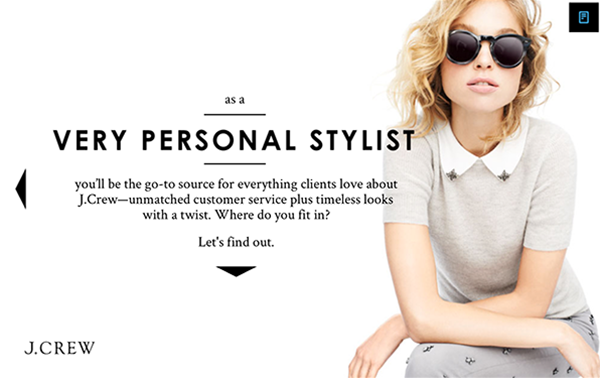 as a
VERY PERSONAL STYLIST
you'll be the go-to source for everything clients love about
J.Crew—unmatched customer service plus timeless looks
with a twist. Where do you fit in?
Let's find out.
J.CREW